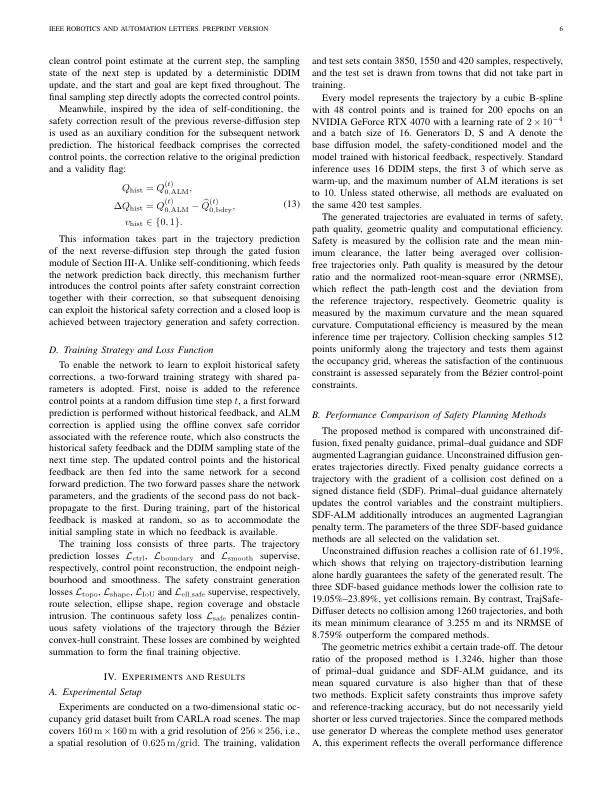 IEEE ROBOTICS AND AUTOMATION LETTERS. PREPRINT VERSION 6
clean control point estimate at the current step, the sampling
state of the next step is updated by a deterministic DDIM
update, and the start and goal are kept fixed throughout. The
final sampling step directly adopts the corrected control points.
Meanwhile, inspired by the idea of self-conditioning, the
safety correction result of the previous reverse-diffusion step
is used as an auxiliary condition for the subsequent network
prediction. The historical feedback comprises the corrected
control points, the correction relative to the original prediction
and a validity flag:
Q_hist = Q^(t)_0,ALM,
ΔQ_hist = Q^(t)_0,ALM − Q̂^(t)_0,bdry, (13)
v_hist ∈ {0, 1}.
This information takes part in the trajectory prediction
of the next reverse-diffusion step through the gated fusion
module of Section III-A. Unlike self-conditioning, which feeds
the network prediction back directly, this mechanism further
introduces the control points after safety constraint correction
together with their correction, so that subsequent denoising
can exploit the historical safety correction and a closed loop is
achieved between trajectory generation and safety correction.
D. Training Strategy and Loss Function
To enable the network to learn to exploit historical safety
corrections, a two-forward training strategy with shared pa-
rameters is adopted. First, noise is added to the reference
control points at a random diffusion time step t, a first forward
prediction is performed without historical feedback, and ALM
correction is applied using the offline convex safe corridor
associated with the reference route, which also constructs the
historical safety feedback and the DDIM sampling state of the
next time step. The updated control points and the historical
feedback are then fed into the same network for a second
forward prediction. The two forward passes share the network
parameters, and the gradients of the second pass do not back-
propagate to the first. During training, part of the historical
feedback is masked at random, so as to accommodate the
initial sampling state in which no feedback is available.
The training loss consists of three parts. The trajectory
prediction losses L_ctrl, L_boundary and L_smooth supervise,
respectively, control point reconstruction, the endpoint neigh-
bourhood and smoothness. The safety constraint generation
losses L_topo, L_shape, L_IoU and L_ell,safe supervise, respectively,
route selection, ellipse shape, region coverage and obstacle
intrusion. The continuous safety loss L_safe penalizes contin-
uous safety violations of the trajectory through the Bézier
convex-hull constraint. These losses are combined by weighted
summation to form the final training objective.
IV. EXPERIMENTS AND RESULTS
A. Experimental Setup
Experiments are conducted on a two-dimensional static oc-
cupancy grid dataset built from CARLA road scenes. The map
covers 160 m × 160 m with a grid resolution of 256×256, i.e.,
a spatial resolution of 0.625 m/grid. The training, validation
and test sets contain 3850, 1550 and 420 samples, respectively,
and the test set is drawn from towns that did not take part in
training.
Every model represents the trajectory by a cubic B-spline
with 48 control points and is trained for 200 epochs on an
NVIDIA GeForce RTX 4070 with a learning rate of 2 × 10⁻⁴
and a batch size of 16. Generators D, S and A denote the
base diffusion model, the safety-conditioned model and the
model trained with historical feedback, respectively. Standard
inference uses 16 DDIM steps, the first 3 of which serve as
warm-up, and the maximum number of ALM iterations is set
to 10. Unless stated otherwise, all methods are evaluated on
the same 420 test samples.
The generated trajectories are evaluated in terms of safety,
path quality, geometric quality and computational efficiency.
Safety is measured by the collision rate and the mean min-
imum clearance, the latter being averaged over collision-
free trajectories only. Path quality is measured by the detour
ratio and the normalized root-mean-square error (NRMSE),
which reflect the path-length cost and the deviation from
the reference trajectory, respectively. Geometric quality is
measured by the maximum curvature and the mean squared
curvature. Computational efficiency is measured by the mean
inference time per trajectory. Collision checking samples 512
points uniformly along the trajectory and tests them against
the occupancy grid, whereas the satisfaction of the continuous
constraint is assessed separately from the Bézier control-point
constraints.
B. Performance Comparison of Safety Planning Methods
The proposed method is compared with unconstrained dif-
fusion, fixed penalty guidance, primal–dual guidance and SDF
augmented Lagrangian guidance. Unconstrained diffusion gen-
erates trajectories directly. Fixed penalty guidance corrects a
trajectory with the gradient of a collision cost defined on a
signed distance field (SDF). Primal–dual guidance alternately
updates the control variables and the constraint multipliers.
SDF-ALM additionally introduces an augmented Lagrangian
penalty term. The parameters of the three SDF-based guidance
methods are all selected on the validation set.
Unconstrained diffusion reaches a collision rate of 61.19%,
which shows that relying on trajectory-distribution learning
alone hardly guarantees the safety of the generated result. The
three SDF-based guidance methods lower the collision rate to
19.05%–23.89%, yet collisions remain. By contrast, TrajSafe-
Diffuser detects no collision among 1260 trajectories, and both
its mean minimum clearance of 3.255 m and its NRMSE of
8.759% outperform the compared methods.
The geometric metrics exhibit a certain trade-off. The detour
ratio of the proposed method is 1.3246, higher than those
of primal–dual guidance and SDF-ALM guidance, and its
mean squared curvature is also higher than that of these
two methods. Explicit safety constraints thus improve safety
and reference-tracking accuracy, but do not necessarily yield
shorter or less curved trajectories. Since the compared methods
use generator D whereas the complete method uses generator
A, this experiment reflects the overall performance difference